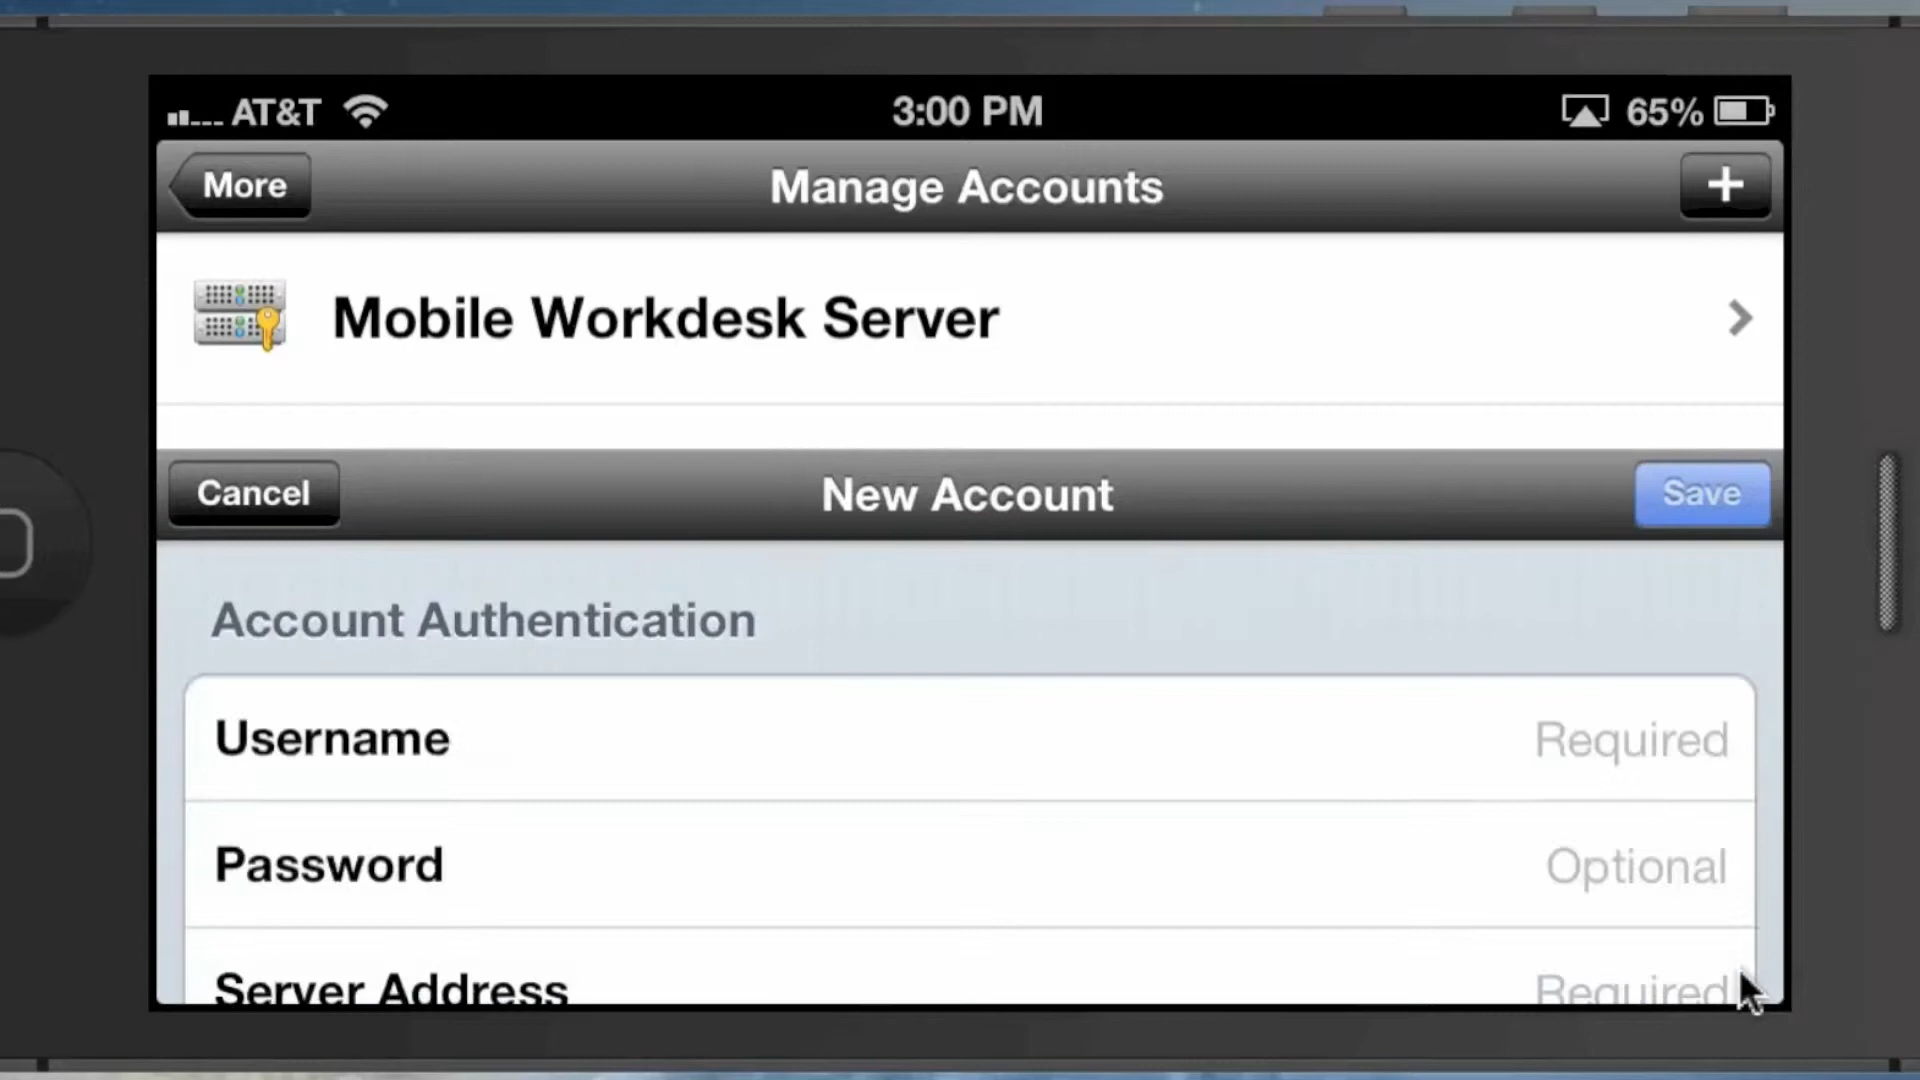 AT&T 3:00 PM 65%
More Manage Accounts +
Mobile Workdesk Server
Cancel New Account Save
Account Authentication
Username Required
Password Optional
Server Address Required